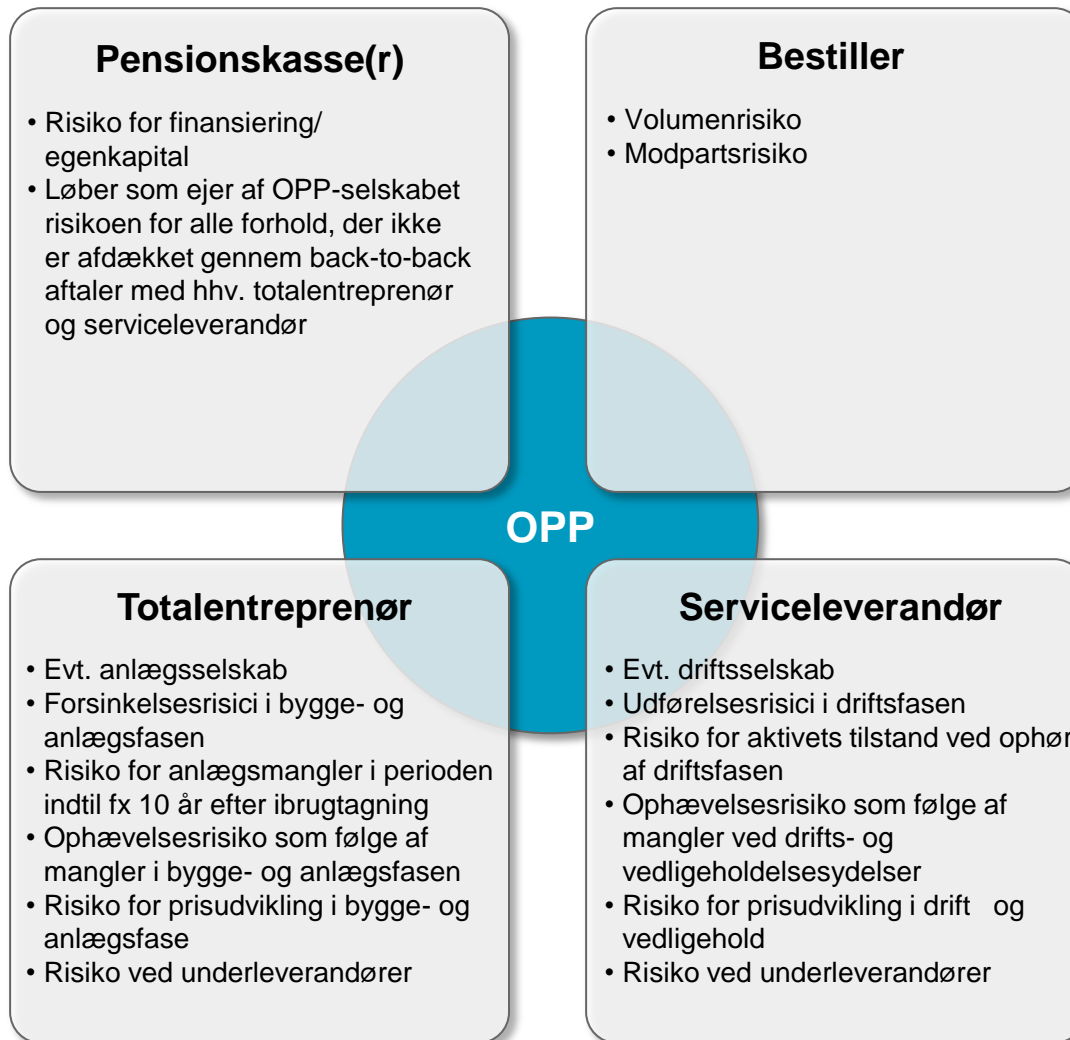 Pensionskasse(r)
• Risiko for finansiering/
egenkapital
• Løber som ejer af OPP-selskabet
risikoen for alle forhold, der ikke
er afdækket gennem back-to-back
aftaler med hhv. totalentreprenør
og serviceleverandør
Bestiller
• Volumenrisiko
• Modpartsrisiko
OPP
Totalentreprenør
• Evt. anlægsselskab
• Forsinkelsesrisici i bygge- og
anlægsfasen
• Risiko for anlægsmangler i perioden
indtil fx 10 år efter ibrugtagning
• Ophævelsesrisiko som følge af
mangler i bygge- og anlægsfasen
• Risiko for prisudvikling i bygge- og
anlægsfase
• Risiko ved underleverandører
Serviceleverandør
• Evt. driftsselskab
• Udførelsesrisici i driftsfasen
• Risiko for aktivets tilstand ved ophør
af driftsfasen
• Ophævelsesrisiko som følge af
mangler ved drifts- og
vedligeholdelsesydelser
• Risiko for prisudvikling i drift og
vedligehold
• Risiko ved underleverandører